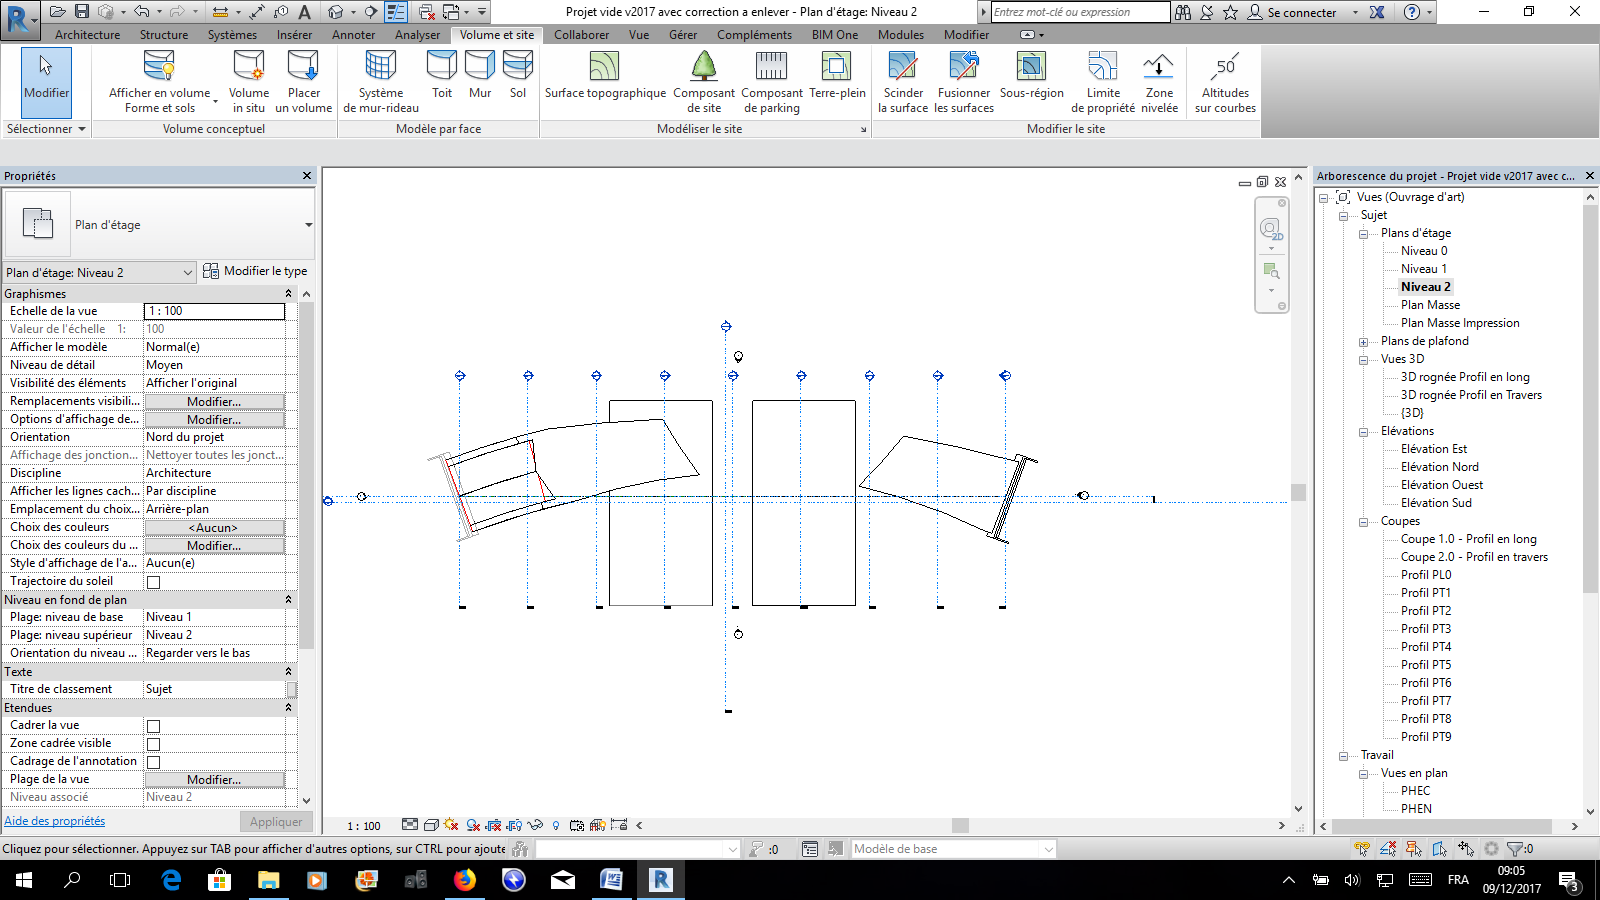 Projet vide v2017 avec correction a enlever - Plan d'étage: Niveau 2
Entrez mot-clé ou expression
Se connecter
Architecture Structure Systèmes Insérer Annoter Analyser Volume et site Collaborer Vue Gérer Compléments BIM One Modules Modifier
Modifier
Afficher en volume
Forme et sols
Volume
in situ
Placer
un volume
Système
de mur-rideau
Toit
Mur
Sol
Surface topographique
Composant
de site
Composant
de parking
Terre-plein
Scinder
la surface
Fusionner
les surfaces
Sous-région
Limite
de propriété
Zone
nivelée
50
Altitudes
sur courbes
Sélectionner
Volume conceptuel
Modèle par face
Modéliser le site
Modifier le site
Propriétés
Plan d'étage
Plan d'étage: Niveau 2
Modifier le type
Graphismes
Echelle de la vue 1 : 100
Valeur de l'échelle 1: 100
Afficher le modèle Normal(e)
Niveau de détail Moyen
Visibilité des éléments Afficher l'original
Remplacements visibili... Modifier...
Options d'affichage de... Modifier...
Orientation Nord du projet
Affichage des jonction... Nettoyer toutes les jonct...
Discipline Architecture
Afficher les lignes cach... Par discipline
Emplacement du choix... Arrière-plan
Choix des couleurs <Aucun>
Choix des couleurs du ... Modifier...
Style d'affichage de l'a... Aucun(e)
Trajectoire du soleil
Niveau en fond de plan
Plage: niveau de base Niveau 1
Plage: niveau supérieur Niveau 2
Orientation du niveau ... Regarder vers le bas
Texte
Titre de classement Sujet
Etendues
Cadrer la vue
Zone cadrée visible
Cadrage de l'annotation
Plage de la vue Modifier...
Niveau associé Niveau 2
Aide des propriétés
Appliquer
2D
1 : 100
Arborescence du projet - Projet vide v2017 avec c...
Vues (Ouvrage d'art)
Sujet
Plans d'étage
Niveau 0
Niveau 1
Niveau 2
Plan Masse
Plan Masse Impression
Plans de plafond
Vues 3D
3D rognée Profil en long
3D rognée Profil en Travers
{3D}
Elévations
Elévation Est
Elévation Nord
Elévation Ouest
Elévation Sud
Coupes
Coupe 1.0 - Profil en long
Coupe 2.0 - Profil en travers
Profil PL0
Profil PT1
Profil PT2
Profil PT3
Profil PT4
Profil PT5
Profil PT6
Profil PT7
Profil PT8
Profil PT9
Travail
Vues en plan
PHEC
PHEN
Cliquez pour sélectionner. Appuyez sur TAB pour afficher d'autres options, sur CTRL pour ajoute
:0
Modèle de base
:0
FRA
09:05
09/12/2017
3